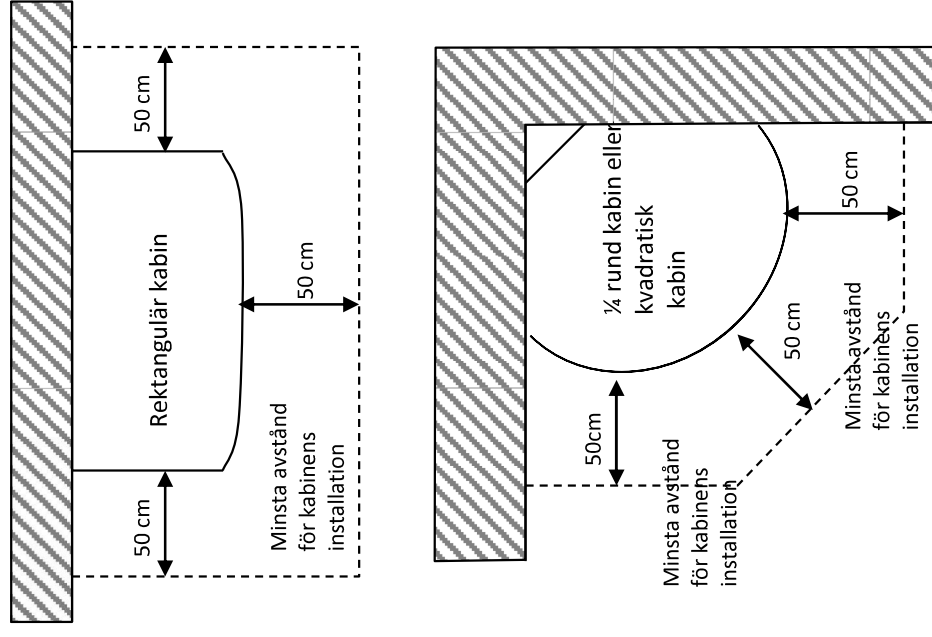 50 cm
Rektangulär kabin
50 cm
50 cm
Minsta avstånd
för kabinens
installation
¼ rund kabin eller
kvadratisk
kabin
50 cm
50 cm
50cm
Minsta avstånd
för kabinens
installation
Minsta avstånd
för kabinens
installation